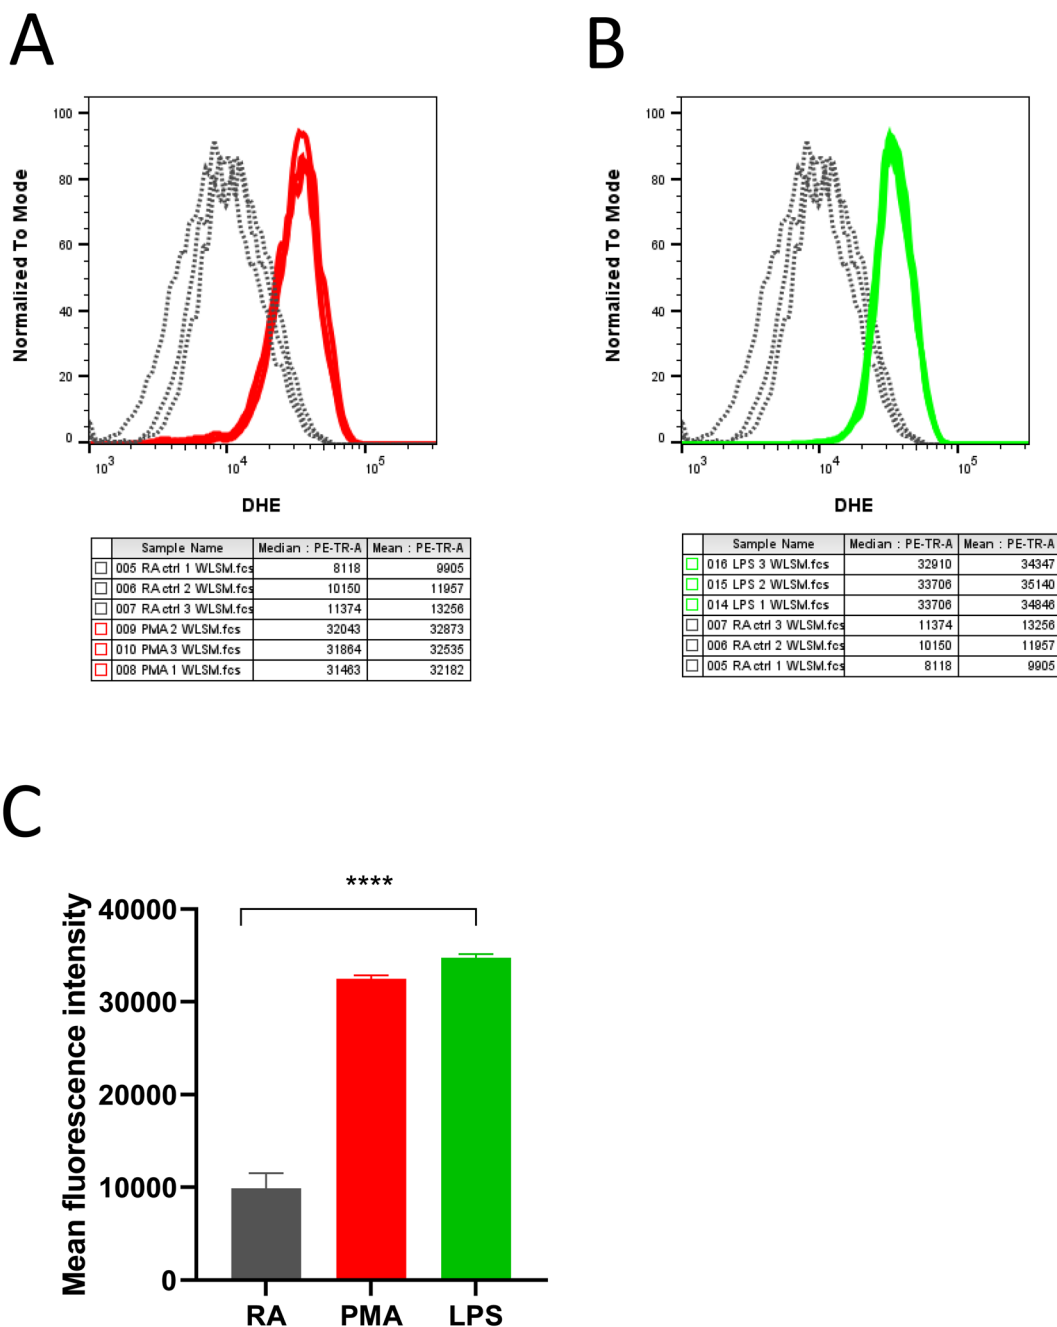 A
B
100
80
60
40
20
0
Normalized To Mode
10^3
10^4
10^5
DHE
100
80
60
40
20
0
Normalized To Mode
10^3
10^4
10^5
DHE
Sample Name Median : PE-TR-A Mean : PE-TR-A
005 RA ctrl 1 WLSM.fcs 8118 9905
006 RA ctrl 2 WLSM.fcs 10150 11957
007 RA ctrl 3 WLSM.fcs 11374 13256
009 PMA 2 WLSM.fcs 32043 32873
010 PMA 3 WLSM.fcs 31864 32535
008 PMA 1 WLSM.fcs 31463 32182
Sample Name Median : PE-TR-A Mean : PE-TR-A
016 LPS 3 WLSM.fcs 32910 34347
015 LPS 2 WLSM.fcs 33706 35140
014 LPS 1 WLSM.fcs 33706 34846
007 RA ctrl 3 WLSM.fcs 11374 13256
006 RA ctrl 2 WLSM.fcs 10150 11957
005 RA ctrl 1 WLSM.fcs 8118 9905
C
****
Mean fluorescence intensity
40000
30000
20000
10000
0
RA PMA LPS